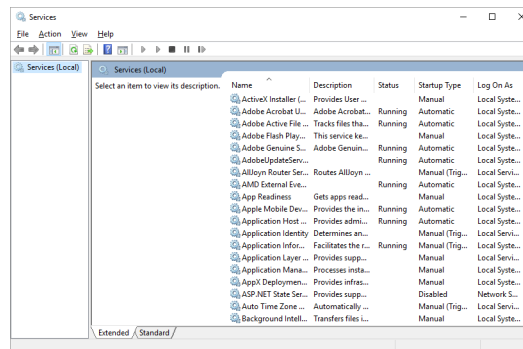 Services
File Action View Help
Services (Local)
Services (Local)
Select an item to view its description.
Name Description Status Startup Type Log On As
ActiveX Installer (... Provides User ... Manual Local Syste...
Adobe Acrobat U... Adobe Acrobat... Running Automatic Local Syste...
Adobe Active File ... Tracks files tha... Running Automatic Local Syste...
Adobe Flash Play... This service ke... Manual Local Syste...
Adobe Genuine S... Adobe Genuin... Running Automatic Local Syste...
AdobeUpdateServ... Running Automatic Local Syste...
AllJoyn Router Ser... Routes AllJoyn ... Manual (Trig... Local Servi...
AMD External Eve... Running Automatic Local Syste...
App Readiness Gets apps read... Manual Local Syste...
Apple Mobile Dev... Provides the in... Running Automatic Local Syste...
Application Host ... Provides admi... Running Automatic Local Syste...
Application Identity Determines an... Manual (Trig... Local Servi...
Application Infor... Facilitates the r... Running Manual (Trig... Local Syste...
Application Layer ... Provides supp... Manual Local Servi...
Application Mana... Processes insta... Manual Local Syste...
AppX Deploymen... Provides infras... Manual Local Syste...
ASP.NET State Ser... Provides supp... Disabled Network S...
Auto Time Zone ... Automatically ... Manual (Trig... Local Servi...
Background Intell... Transfers files i... Manual Local Syste...
Extended Standard